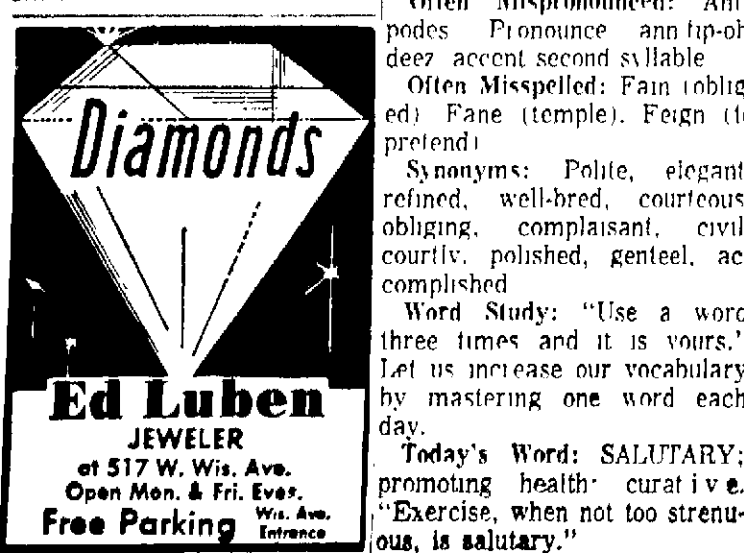 Diamonds
Ed Luben
JEWELER
at 517 W. Wis. Ave.
Open Mon. & Fri. Eves.
Free Parking Wis. Ave. Entrance
Often Mispronounced: Anti
podes Pronounce ann tip-oh
deez accent second syllable
Often Misspelled: Fain (oblig
ed) Fane (temple). Feign (to
pretend)
Synonyms: Polite, elegant
refined, well-bred, courteous
obliging, complaisant, civil
courtly, polished, genteel, ac
complished
Word Study: "Use a word
three times and it is yours."
Let us increase our vocabulary
by mastering one word each
day.
Today's Word: SALUTARY;
promoting health; curative.
"Exercise, when not too strenu-
ous, is salutary."